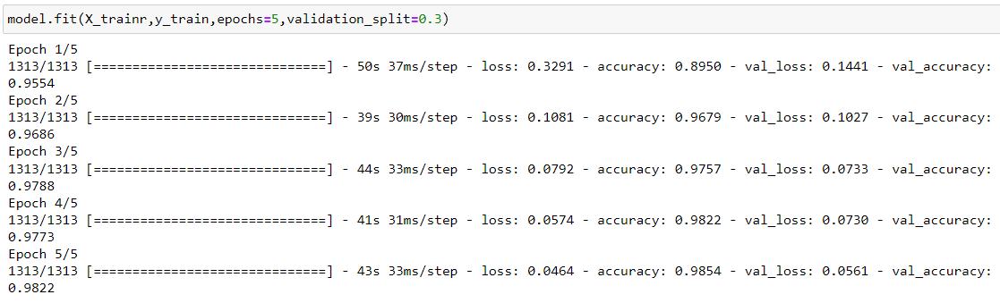 model.fit(X_trainr,y_train,epochs=5,validation_split=0.3)
Epoch 1/5
1313/1313 [==============================] - 50s 37ms/step - loss: 0.3291 - accuracy: 0.8950 - val_loss: 0.1441 - val_accuracy:
0.9554
Epoch 2/5
1313/1313 [==============================] - 39s 30ms/step - loss: 0.1081 - accuracy: 0.9679 - val_loss: 0.1027 - val_accuracy:
0.9686
Epoch 3/5
1313/1313 [==============================] - 44s 33ms/step - loss: 0.0792 - accuracy: 0.9757 - val_loss: 0.0733 - val_accuracy:
0.9788
Epoch 4/5
1313/1313 [==============================] - 41s 31ms/step - loss: 0.0574 - accuracy: 0.9822 - val_loss: 0.0730 - val_accuracy:
0.9773
Epoch 5/5
1313/1313 [==============================] - 43s 33ms/step - loss: 0.0464 - accuracy: 0.9854 - val_loss: 0.0561 - val_accuracy:
0.9822